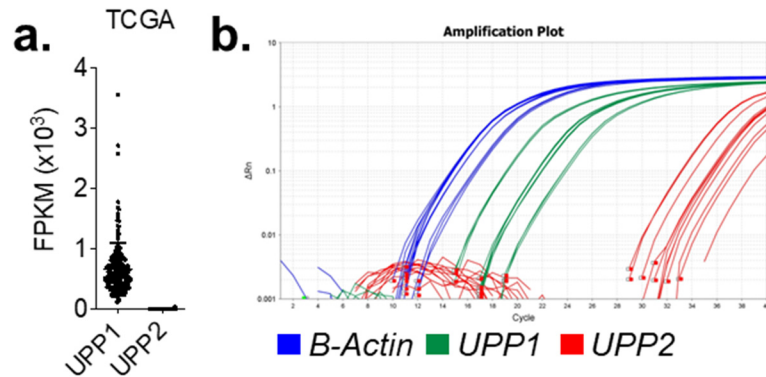 a.
TCGA
FPKM (x10³)
4
3
2
1
0
UPP1
UPP2
b.
Amplification Plot
ΔRn
10
1
0.1
0.01
0.001
2 4 6 8 10 12 14 16 18 20 22 24 26 28 30 32 34 36 38 4
Cycle
B-Actin UPP1 UPP2